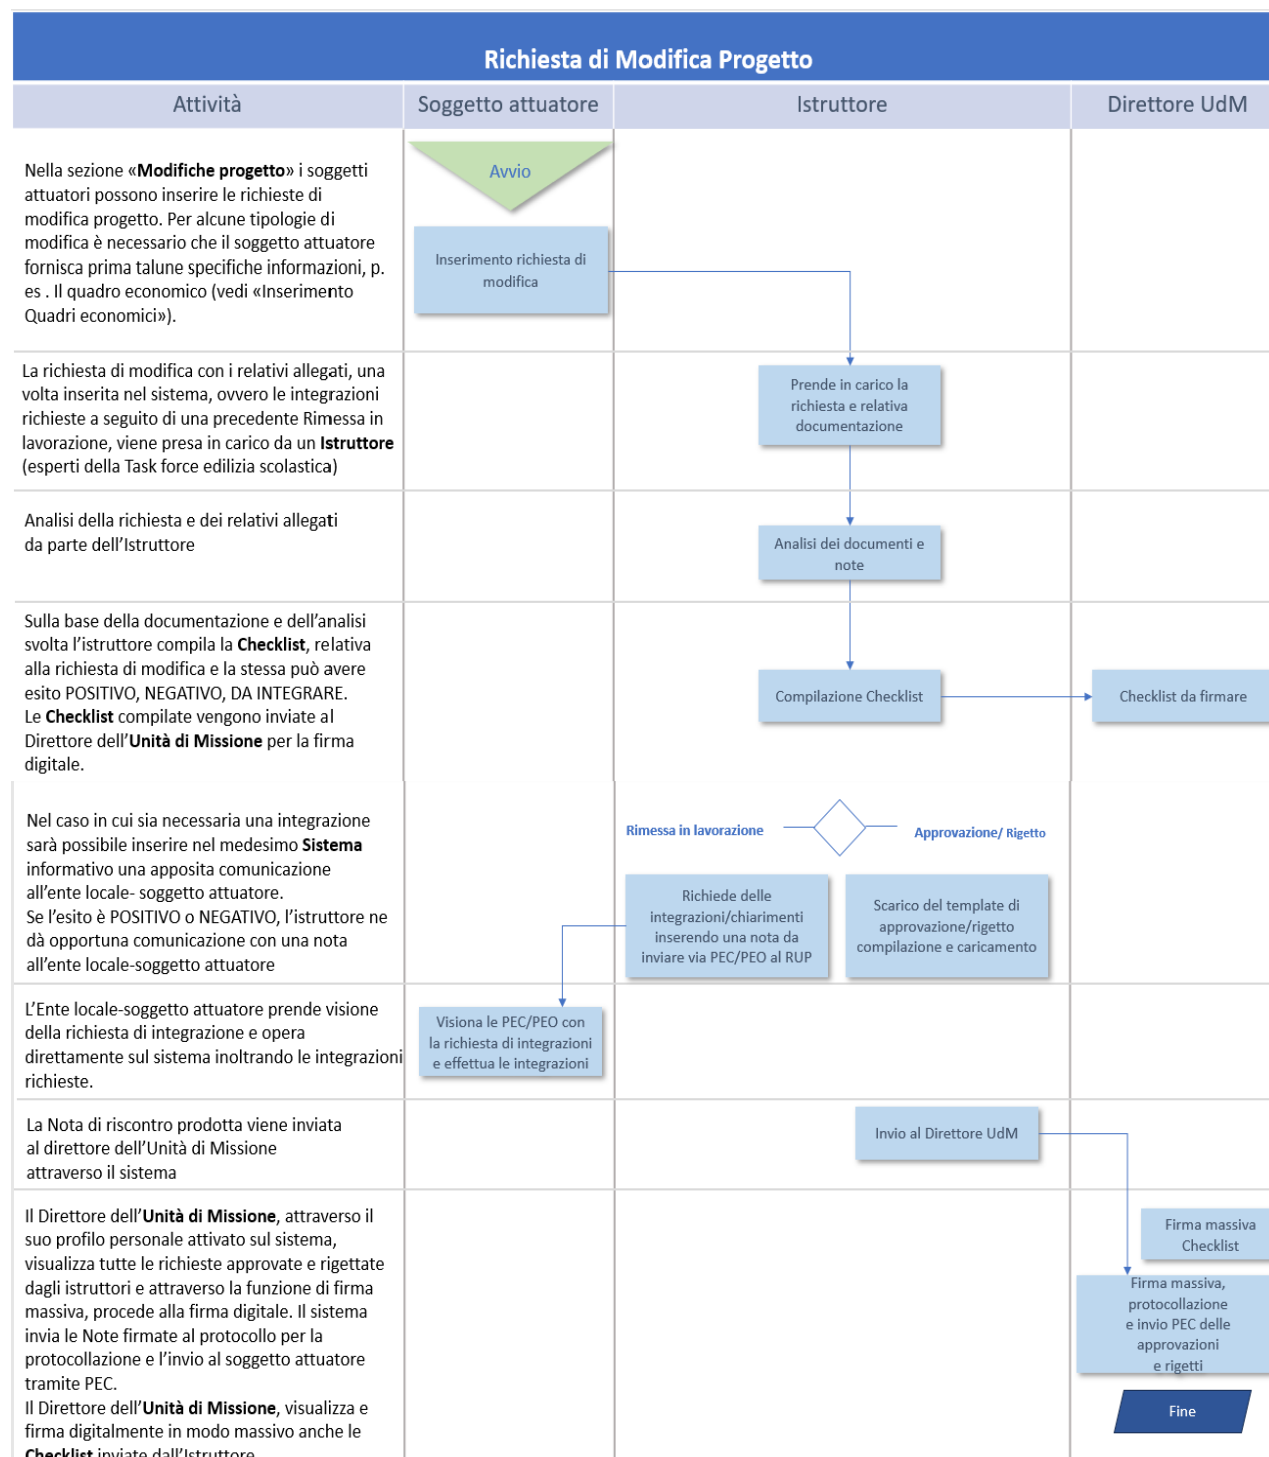 Richiesta di Modifica Progetto
Attività
Soggetto attuatore
Istruttore
Direttore UdM
Nella sezione «Modifiche progetto» i soggetti
attuatori possono inserire le richieste di
modifica progetto. Per alcune tipologie di
modifica è necessario che il soggetto attuatore
fornisca prima talune specifiche informazioni, p.
es . Il quadro economico (vedi «Inserimento
Quadri economici»).
Avvio
Inserimento richiesta di
modifica
La richiesta di modifica con i relativi allegati, una
volta inserita nel sistema, ovvero le integrazioni
richieste a seguito di una precedente Rimessa in
lavorazione, viene presa in carico da un Istruttore
(esperti della Task force edilizia scolastica)
Prende in carico la
richiesta e relativa
documentazione
Analisi della richiesta e dei relativi allegati
da parte dell'Istruttore
Analisi dei documenti e
note
Sulla base della documentazione e dell'analisi
svolta l'istruttore compila la Checklist, relativa
alla richiesta di modifica e la stessa può avere
esito POSITIVO, NEGATIVO, DA INTEGRARE.
Le Checklist compilate vengono inviate al
Direttore dell'Unità di Missione per la firma
digitale.
Compilazione Checklist
Checklist da firmare
Nel caso in cui sia necessaria una integrazione
sarà possibile inserire nel medesimo Sistema
informativo una apposita comunicazione
all'ente locale- soggetto attuatore.
Se l'esito è POSITIVO o NEGATIVO, l'istruttore ne
dà opportuna comunicazione con una nota
all'ente locale-soggetto attuatore
Rimessa in lavorazione
Approvazione/ Rigetto
Richiede delle
integrazioni/chiarimenti
inserendo una nota da
inviare via PEC/PEO al RUP
Scarico del template di
approvazione/rigetto
compilazione e caricamento
L'Ente locale-soggetto attuatore prende visione
della richiesta di integrazione e opera
direttamente sul sistema inoltrando le integrazioni
richieste.
Visiona le PEC/PEO con
la richiesta di integrazioni
e effettua le integrazioni
La Nota di riscontro prodotta viene inviata
al direttore dell'Unità di Missione
attraverso il sistema
Invio al Direttore UdM
Il Direttore dell'Unità di Missione, attraverso il
suo profilo personale attivato sul sistema,
visualizza tutte le richieste approvate e rigettate
dagli istruttori e attraverso la funzione di firma
massiva, procede alla firma digitale. Il sistema
invia le Note firmate al protocollo per la
protocollazione e l'invio al soggetto attuatore
tramite PEC.
Il Direttore dell'Unità di Missione, visualizza e
firma digitalmente in modo massivo anche le
Checklist inviate dall'Istruttore
Firma massiva
Checklist
Firma massiva,
protocollazione
e invio PEC delle
approvazioni
e rigetti
Fine